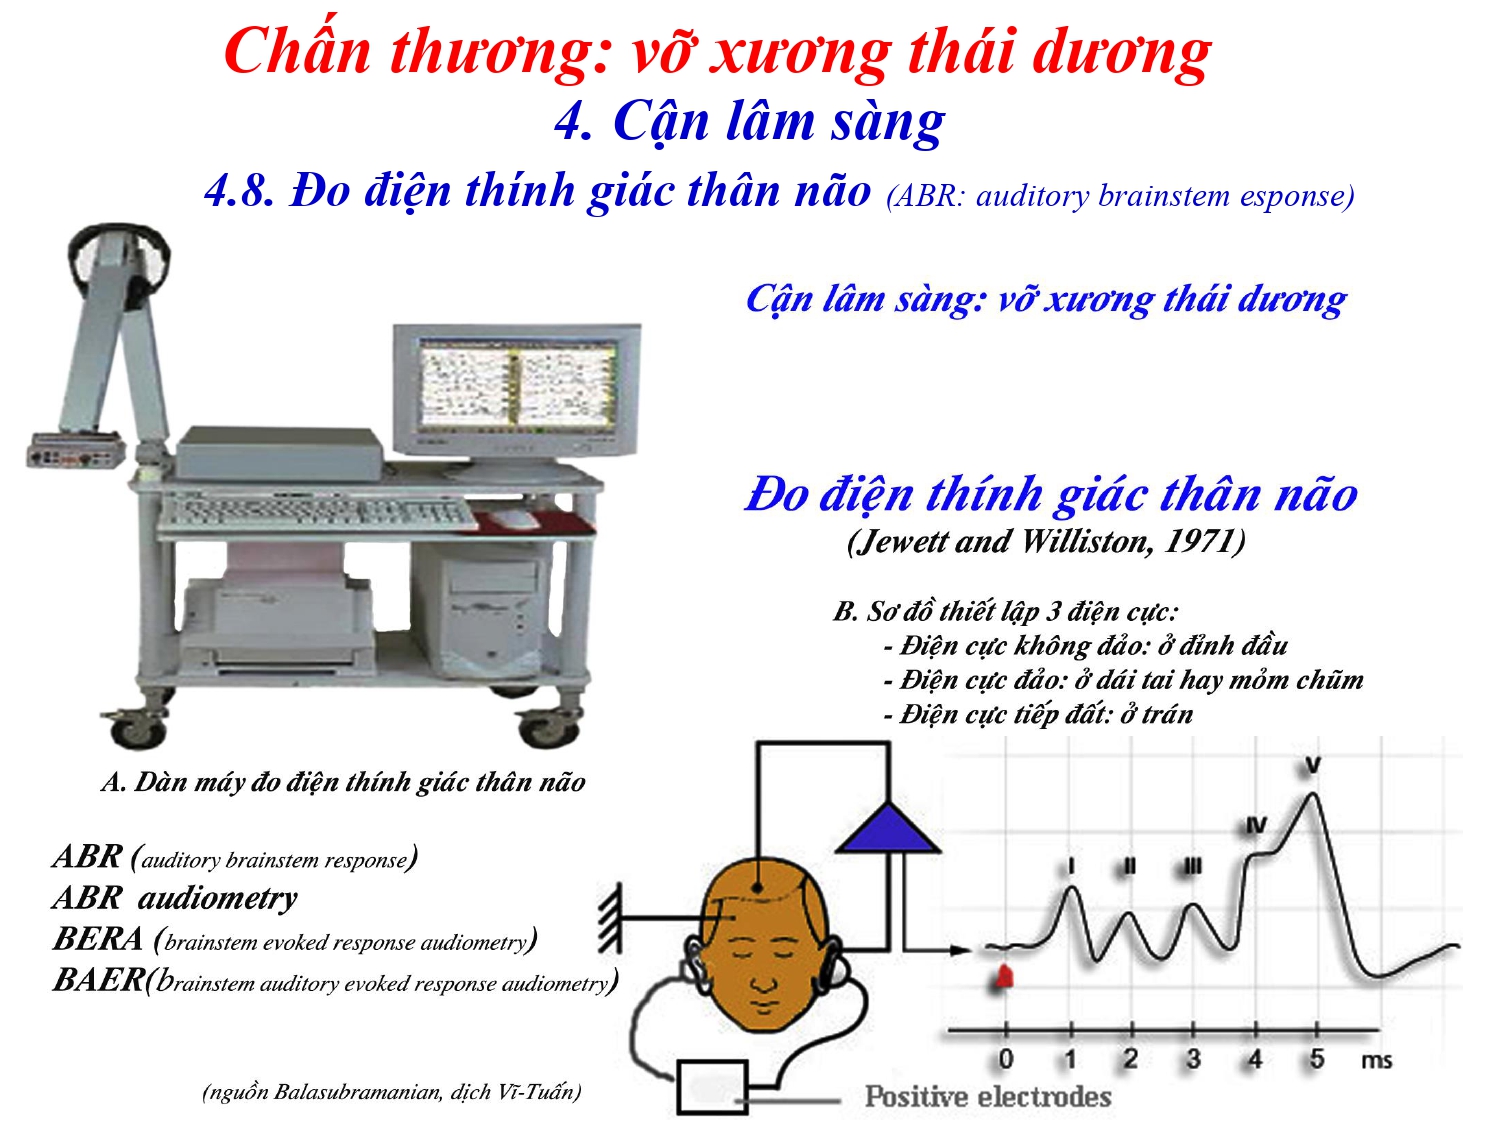 Chấn thương: vỡ xương thái dương
4. Cận lâm sàng
4.8. Đo điện thính giác thân não (ABR: auditory brainstem esponse)
Cận lâm sàng: vỡ xương thái dương
Đo điện thính giác thân não
(Jewett and Williston, 1971)
B. Sơ đồ thiết lập 3 điện cực:
- Điện cực không đảo: ở đỉnh đầu
- Điện cực đảo: ở dái tai hay mỏm chũm
- Điện cực tiếp đất: ở trán
A. Dàn máy đo điện thính giác thân não
ABR (auditory brainstem response)
ABR audiometry
BERA (brainstem evoked response audiometry)
BAER(brainstem auditory evoked response audiometry)
(nguồn Balasubramanian, dịch Vĩ-Tuấn)
I II III IV V
0 1 2 3 4 5 ms
Positive electrodes